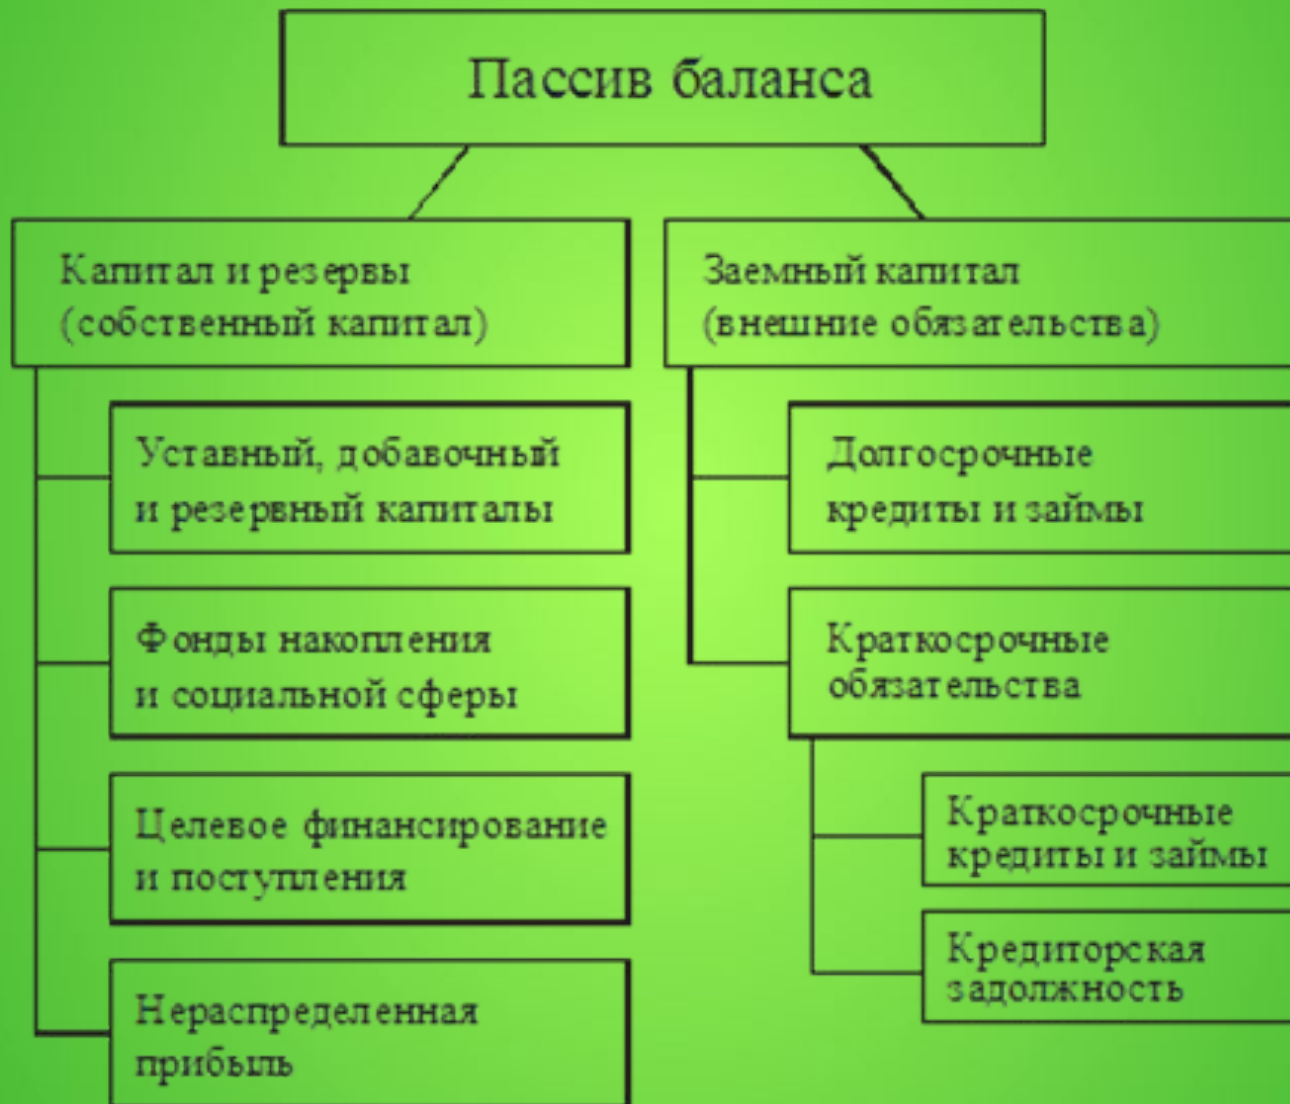 Пассив баланса
Капитал и резервы
(собственный капитал)
Уставный, добавочный
и резервный капиталы
Фонды накопления
и социальной сферы
Целевое финансирование
и поступления
Нераспределенная
прибыль
Заемный капитал
(внешние обязательства)
Долгосрочные
кредиты и займы
Краткосрочные
обязательства
Краткосрочные
кредиты и займы
Кредиторская
задолжность